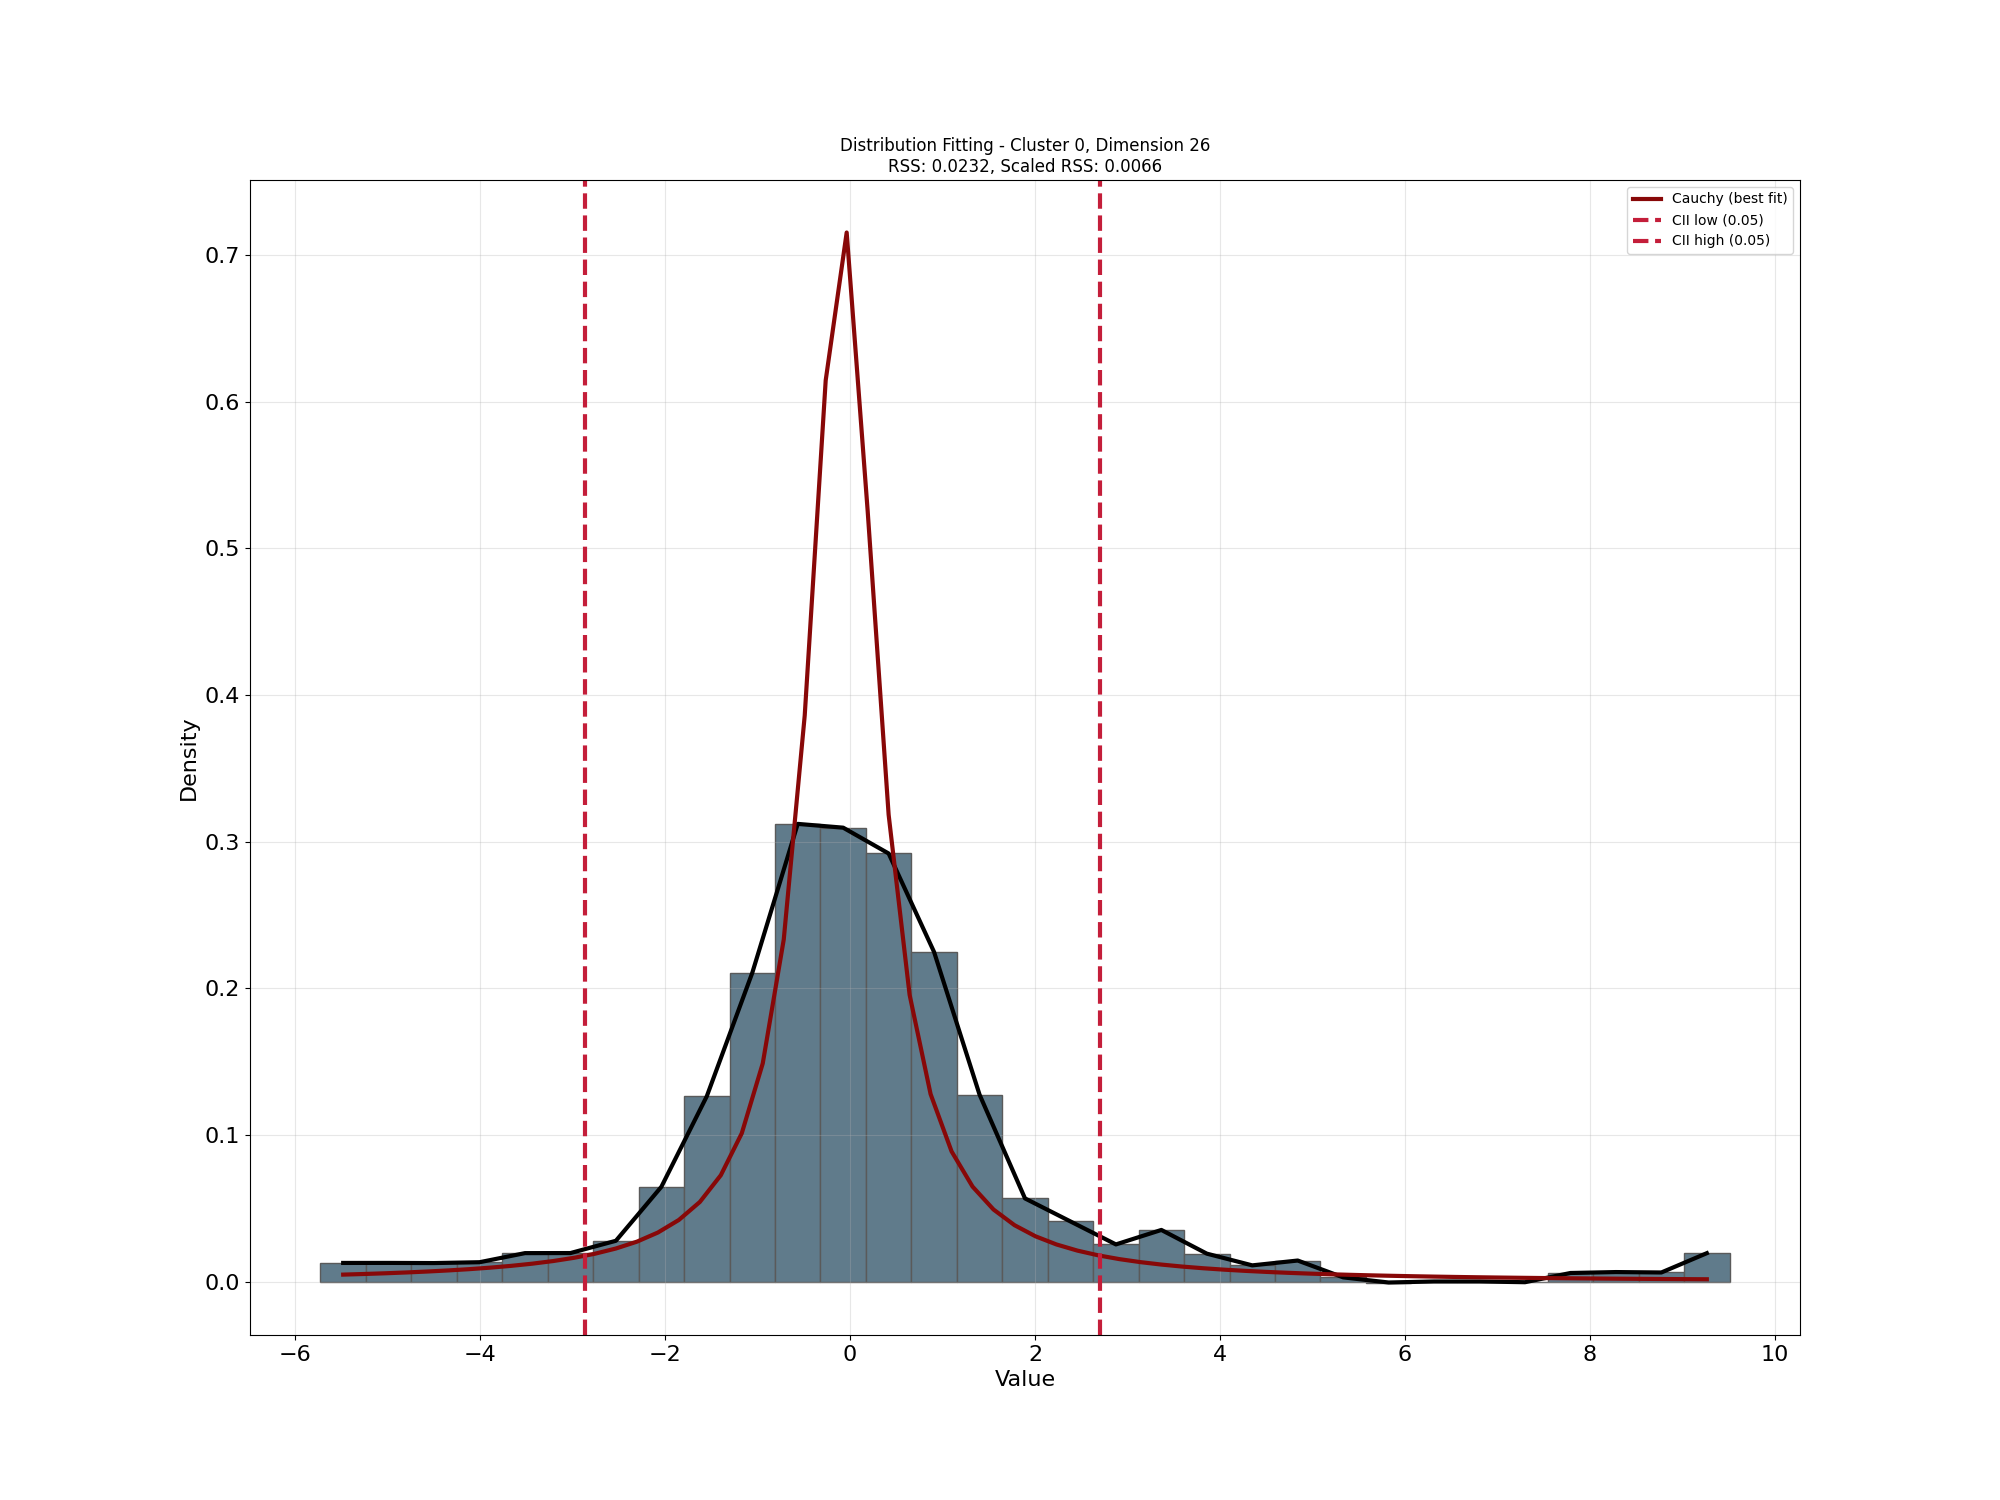 Distribution Fitting - Cluster 0, Dimension 26
RSS: 0.0232, Scaled RSS: 0.0066
Cauchy (best fit)
CII low (0.05)
CII high (0.05)
0.7
0.6
0.5
0.4
0.3
0.2
0.1
0.0
Density
−6 −4 −2 0 2 4 6 8 10
Value